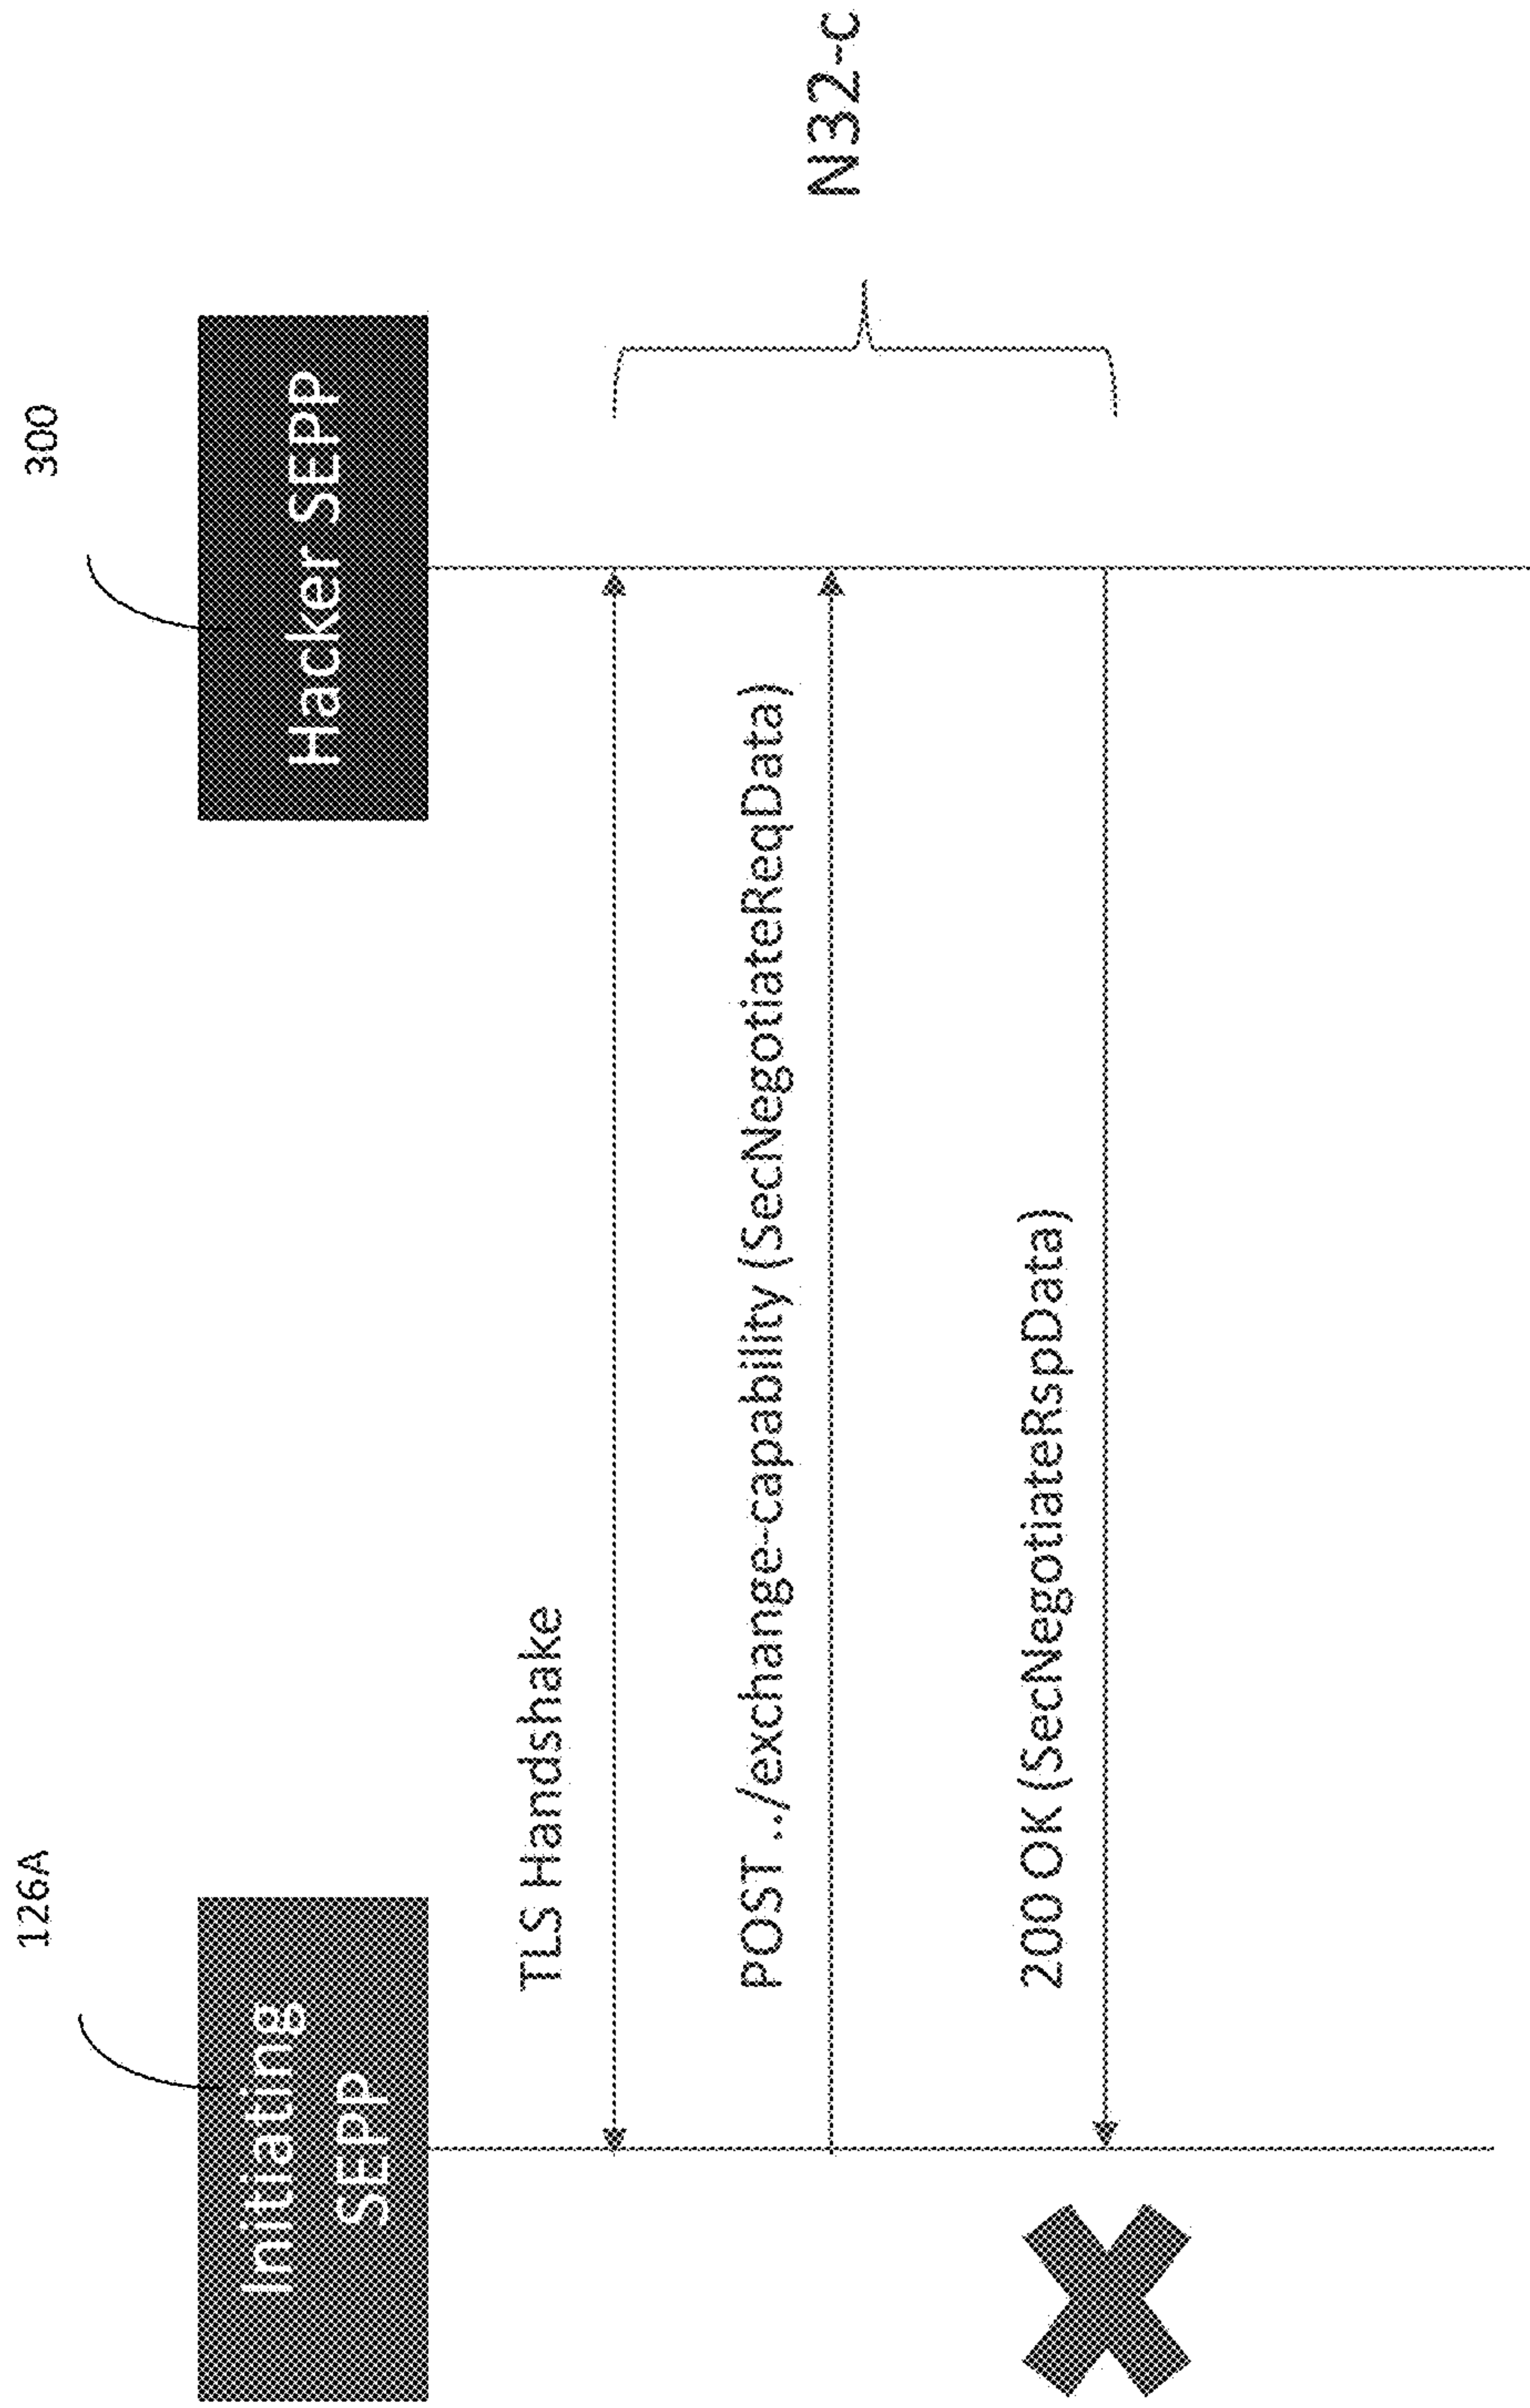 126A
300
Initiating
SEPP
Hacker SEPP
TLS Handshake
POST ../exchange-capability (SecNegotiateReqData)
200 OK (SecNegotiateRspData)
N32-c